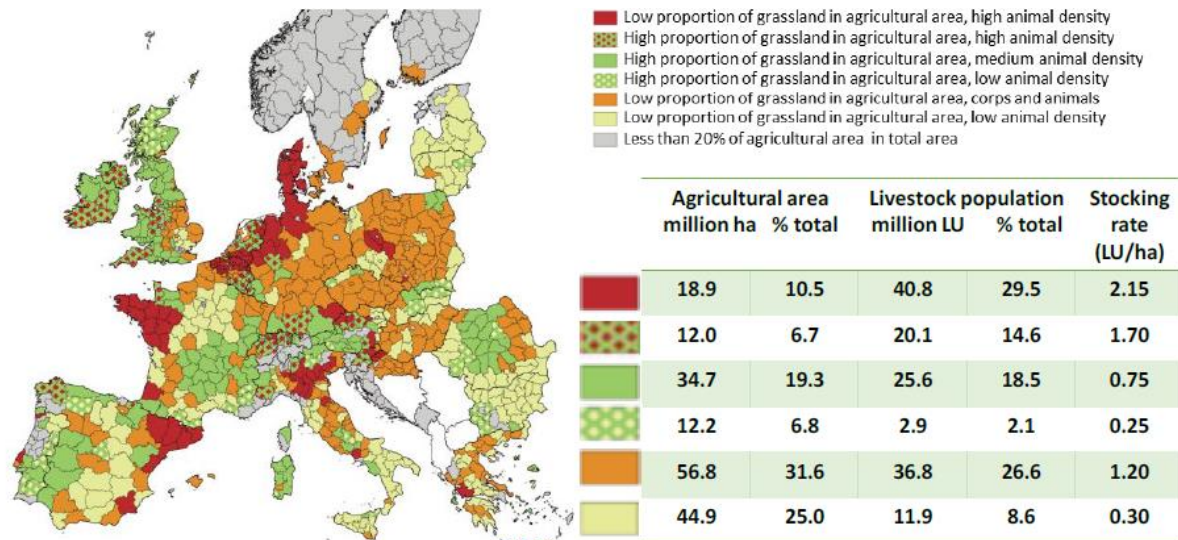 Low proportion of grassland in agricultural area, high animal density
High proportion of grassland in agricultural area, high animal density
High proportion of grassland in agricultural area, medium animal density
High proportion of grassland in agricultural area, low animal density
Low proportion of grassland in agricultural area, corps and animals
Low proportion of grassland in agricultural area, low animal density
Less than 20% of agricultural area in total area
Agricultural area Livestock population Stocking
million ha % total million LU % total rate
(LU/ha)
18.9 10.5 40.8 29.5 2.15
12.0 6.7 20.1 14.6 1.70
34.7 19.3 25.6 18.5 0.75
12.2 6.8 2.9 2.1 0.25
56.8 31.6 36.8 26.6 1.20
44.9 25.0 11.9 8.6 0.30